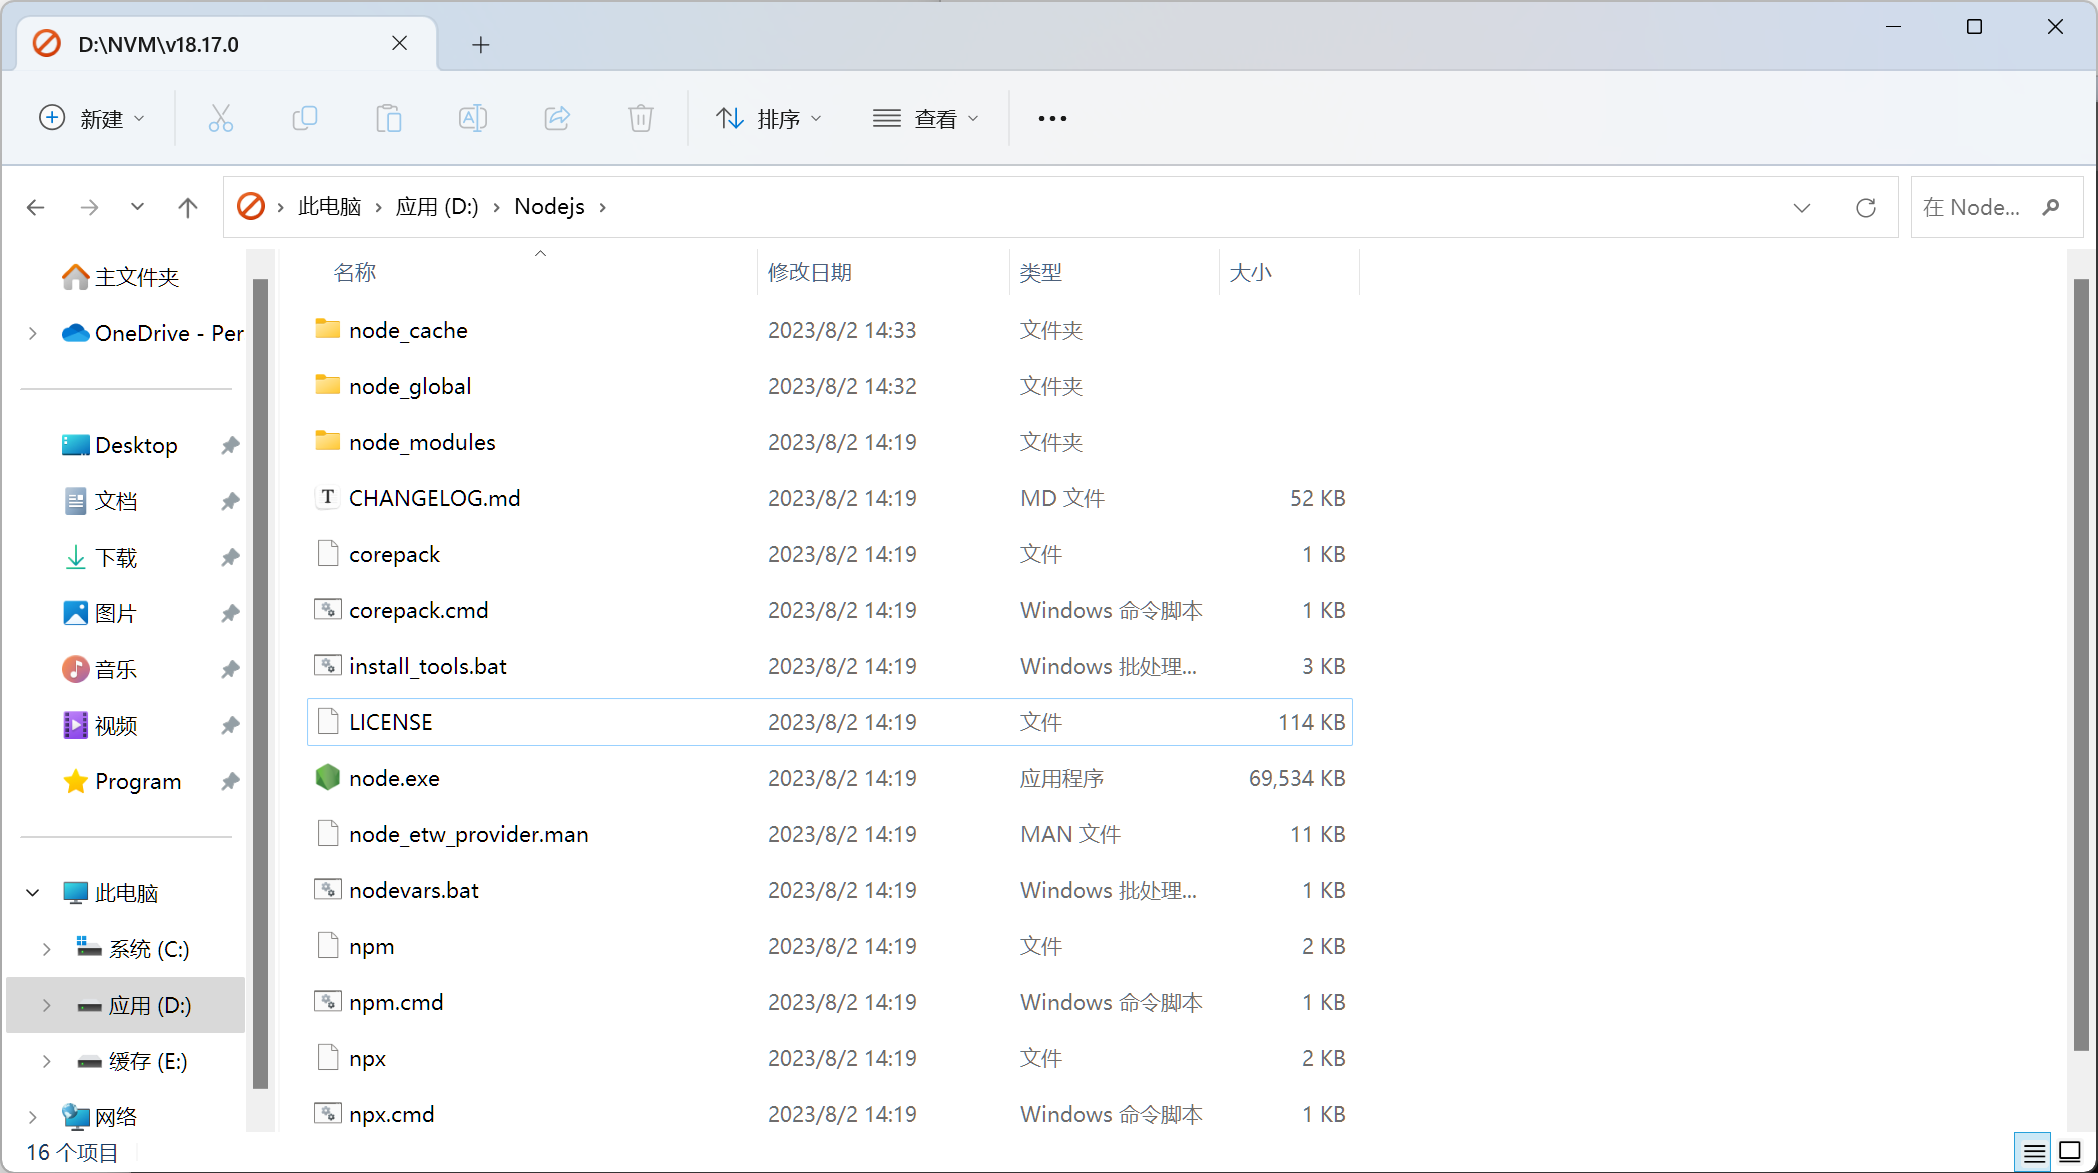 D:\NVM\v18.17.0
新建
排序
查看
此电脑 › 应用 (D:) › Nodejs ›
在 Node...
主文件夹
OneDrive - Per
Desktop
文档
下载
图片
音乐
视频
Program
此电脑
系统 (C:)
应用 (D:)
缓存 (E:)
网络
名称 修改日期 类型 大小
node_cache 2023/8/2 14:33 文件夹
node_global 2023/8/2 14:32 文件夹
node_modules 2023/8/2 14:19 文件夹
CHANGELOG.md 2023/8/2 14:19 MD 文件 52 KB
corepack 2023/8/2 14:19 文件 1 KB
corepack.cmd 2023/8/2 14:19 Windows 命令脚本 1 KB
install_tools.bat 2023/8/2 14:19 Windows 批处理... 3 KB
LICENSE 2023/8/2 14:19 文件 114 KB
node.exe 2023/8/2 14:19 应用程序 69,534 KB
node_etw_provider.man 2023/8/2 14:19 MAN 文件 11 KB
nodevars.bat 2023/8/2 14:19 Windows 批处理... 1 KB
npm 2023/8/2 14:19 文件 2 KB
npm.cmd 2023/8/2 14:19 Windows 命令脚本 1 KB
npx 2023/8/2 14:19 文件 2 KB
npx.cmd 2023/8/2 14:19 Windows 命令脚本 1 KB
16 个项目